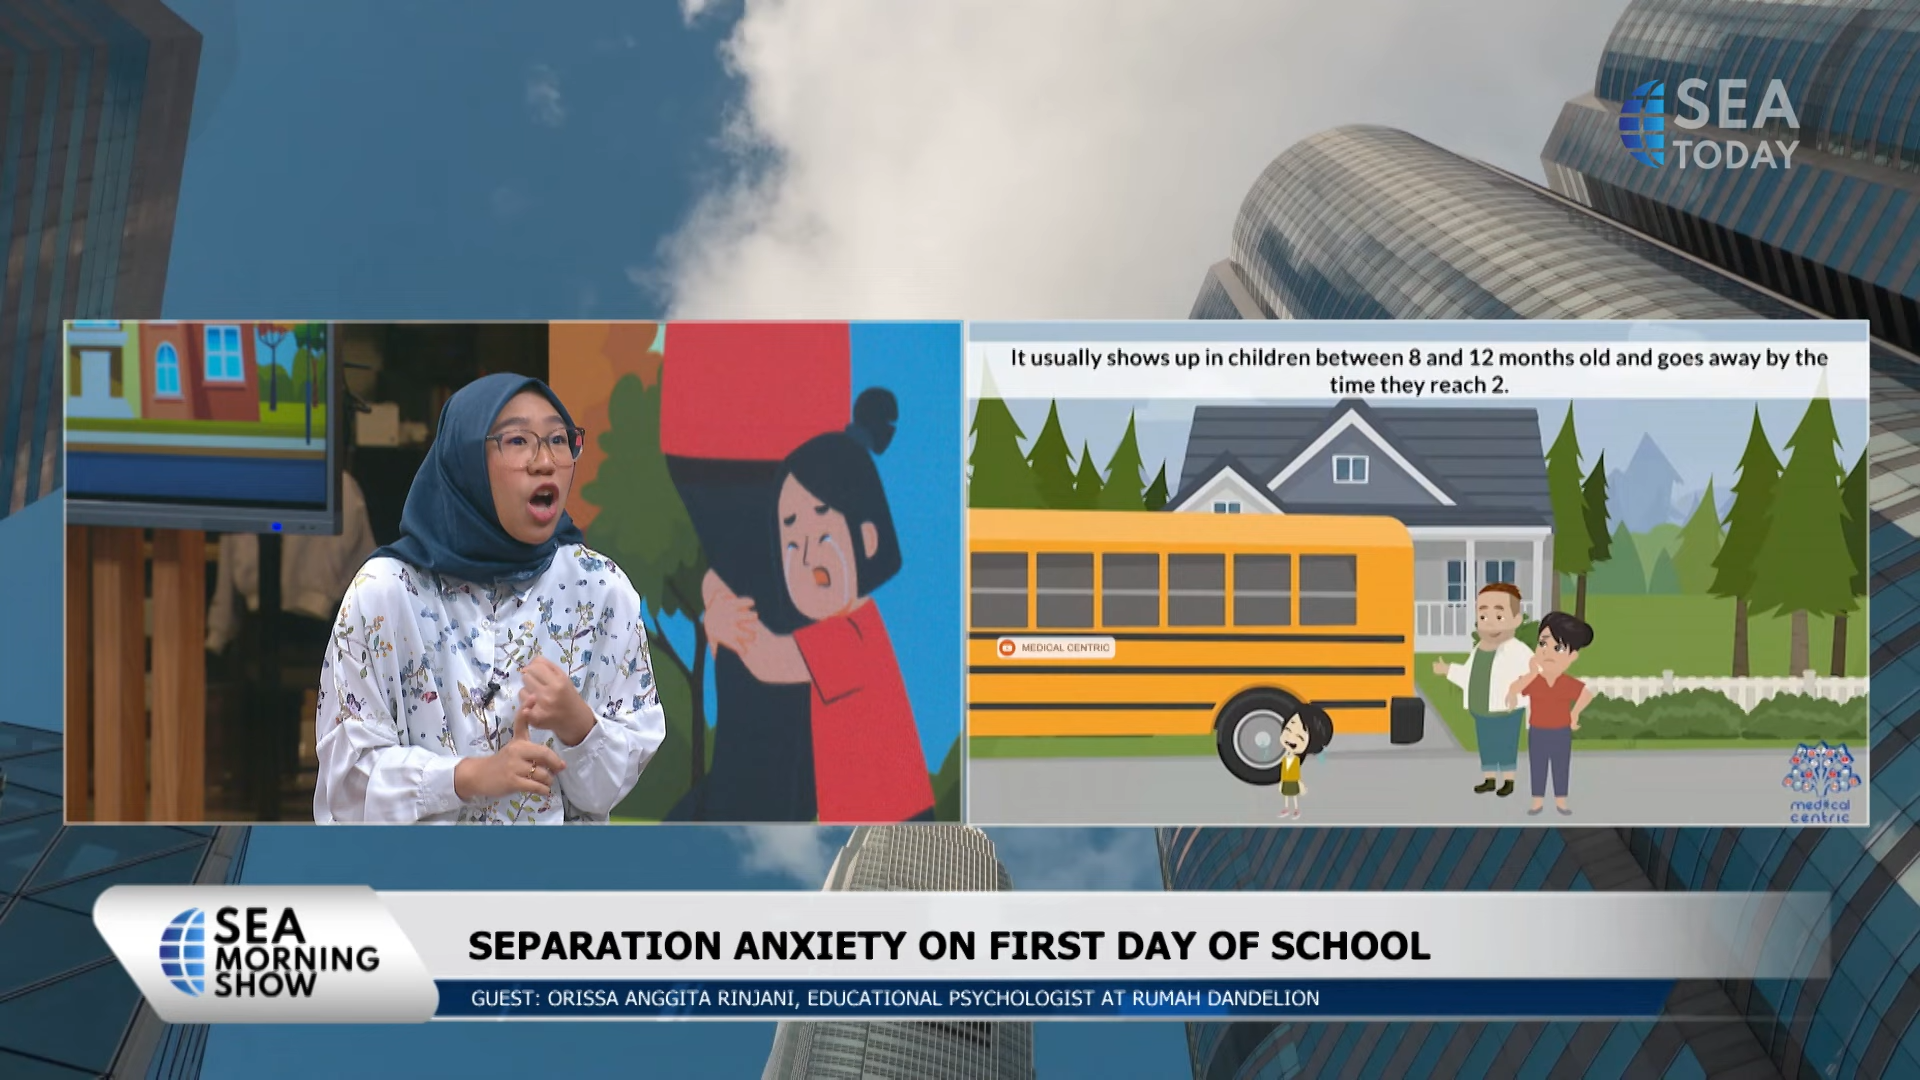 SEA
TODAY
It usually shows up in children between 8 and 12 months old and goes away by the
time they reach 2.
MEDICAL CENTRIC
medical
centric
SEA
MORNING
SHOW
SEPARATION ANXIETY ON FIRST DAY OF SCHOOL
GUEST: ORISSA ANGGITA RINJANI, EDUCATIONAL PSYCHOLOGIST AT RUMAH DANDELION